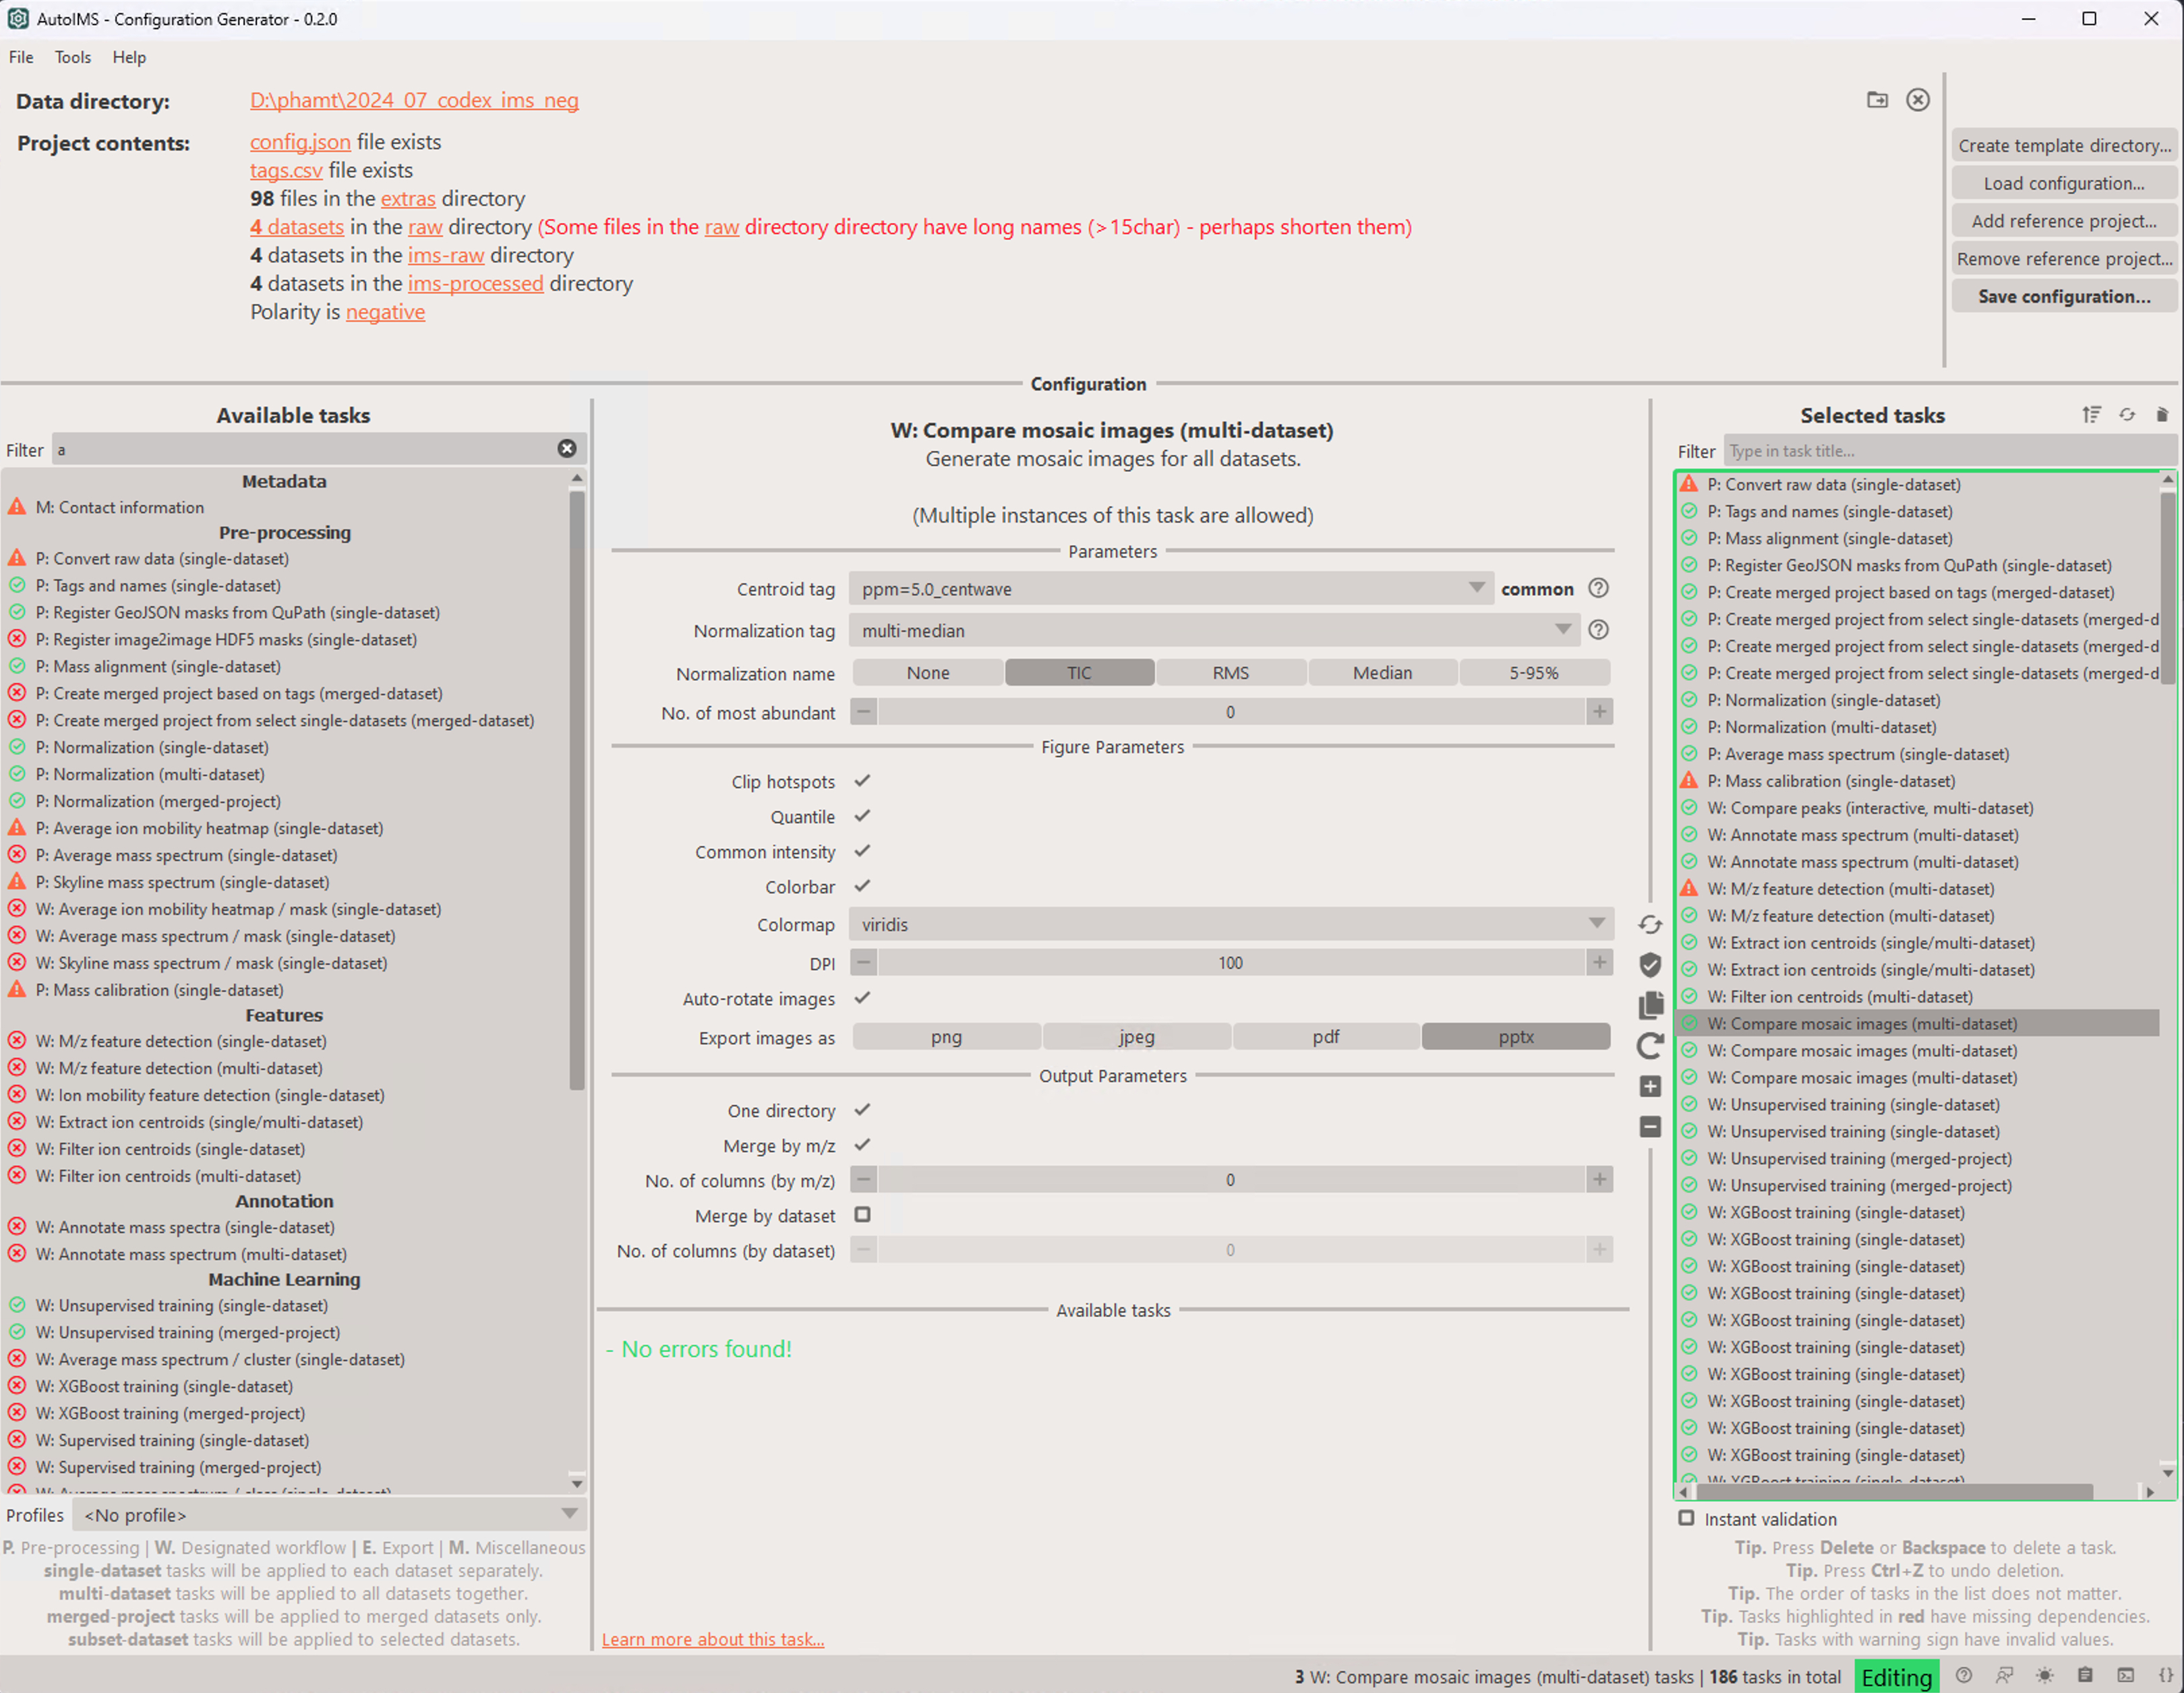 AutoIMS - Configuration Generator - 0.2.0
File Tools Help
Data directory: D:\phamt\2024_07_codex_ims_neg
Project contents: config.json file exists
tags.csv file exists
98 files in the extras directory
4 datasets in the raw directory (Some files in the raw directory directory have long names (>15char) - perhaps shorten them)
4 datasets in the ims-raw directory
4 datasets in the ims-processed directory
Polarity is negative
Create template directory...
Load configuration...
Add reference project...
Remove reference project...
Save configuration...
Configuration
Available tasks
Filter a
Metadata
M: Contact information
Pre-processing
P: Convert raw data (single-dataset)
P: Tags and names (single-dataset)
P: Register GeoJSON masks from QuPath (single-dataset)
P: Register image2image HDF5 masks (single-dataset)
P: Mass alignment (single-dataset)
P: Create merged project based on tags (merged-dataset)
P: Create merged project from select single-datasets (merged-dataset)
P: Normalization (single-dataset)
P: Normalization (multi-dataset)
P: Normalization (merged-project)
P: Average ion mobility heatmap (single-dataset)
P: Average mass spectrum (single-dataset)
P: Skyline mass spectrum (single-dataset)
W: Average ion mobility heatmap / mask (single-dataset)
W: Average mass spectrum / mask (single-dataset)
W: Skyline mass spectrum / mask (single-dataset)
P: Mass calibration (single-dataset)
Features
W: M/z feature detection (single-dataset)
W: M/z feature detection (multi-dataset)
W: Ion mobility feature detection (single-dataset)
W: Extract ion centroids (single/multi-dataset)
W: Filter ion centroids (single-dataset)
W: Filter ion centroids (multi-dataset)
Annotation
W: Annotate mass spectra (single-dataset)
W: Annotate mass spectrum (multi-dataset)
Machine Learning
W: Unsupervised training (single-dataset)
W: Unsupervised training (merged-project)
W: Average mass spectrum / cluster (single-dataset)
W: XGBoost training (single-dataset)
W: XGBoost training (merged-project)
W: Supervised training (single-dataset)
W: Supervised training (merged-project)
W: Average mass spectrum / class (single-dataset)
Profiles <No profile>
P. Pre-processing | W. Designated workflow | E. Export | M. Miscellaneous
single-dataset tasks will be applied to each dataset separately.
multi-dataset tasks will be applied to all datasets together.
merged-project tasks will be applied to merged datasets only.
subset-dataset tasks will be applied to selected datasets.
W: Compare mosaic images (multi-dataset)
Generate mosaic images for all datasets.
(Multiple instances of this task are allowed)
Parameters
Centroid tag ppm=5.0_centwave common
Normalization tag multi-median
Normalization name None TIC RMS Median 5-95%
No. of most abundant 0
Figure Parameters
Clip hotspots
Quantile
Common intensity
Colorbar
Colormap viridis
DPI 100
Auto-rotate images
Export images as png jpeg pdf pptx
Output Parameters
One directory
Merge by m/z
No. of columns (by m/z) 0
Merge by dataset
No. of columns (by dataset) 0
Available tasks
- No errors found!
Learn more about this task...
Selected tasks
Filter Type in task title...
P: Convert raw data (single-dataset)
P: Tags and names (single-dataset)
P: Mass alignment (single-dataset)
P: Register GeoJSON masks from QuPath (single-dataset)
P: Create merged project based on tags (merged-dataset)
P: Create merged project from select single-datasets (merged-d
P: Create merged project from select single-datasets (merged-d
P: Create merged project from select single-datasets (merged-d
P: Normalization (single-dataset)
P: Normalization (multi-dataset)
P: Average mass spectrum (single-dataset)
P: Mass calibration (single-dataset)
W: Compare peaks (interactive, multi-dataset)
W: Annotate mass spectrum (multi-dataset)
W: Annotate mass spectrum (multi-dataset)
W: M/z feature detection (multi-dataset)
W: M/z feature detection (multi-dataset)
W: Extract ion centroids (single/multi-dataset)
W: Extract ion centroids (single/multi-dataset)
W: Filter ion centroids (multi-dataset)
W: Compare mosaic images (multi-dataset)
W: Compare mosaic images (multi-dataset)
W: Compare mosaic images (multi-dataset)
W: Unsupervised training (single-dataset)
W: Unsupervised training (single-dataset)
W: Unsupervised training (merged-project)
W: Unsupervised training (merged-project)
W: XGBoost training (single-dataset)
W: XGBoost training (single-dataset)
W: XGBoost training (single-dataset)
W: XGBoost training (single-dataset)
W: XGBoost training (single-dataset)
W: XGBoost training (single-dataset)
W: XGBoost training (single-dataset)
W: XGBoost training (single-dataset)
W: XGBoost training (single-dataset)
W: XGBoost training (single-dataset)
W: XGBoost training (single-dataset)
Instant validation
Tip. Press Delete or Backspace to delete a task.
Tip. Press Ctrl+Z to undo deletion.
Tip. The order of tasks in the list does not matter.
Tip. Tasks highlighted in red have missing dependencies.
Tip. Tasks with warning sign have invalid values.
3 W: Compare mosaic images (multi-dataset) tasks | 186 tasks in total Editing